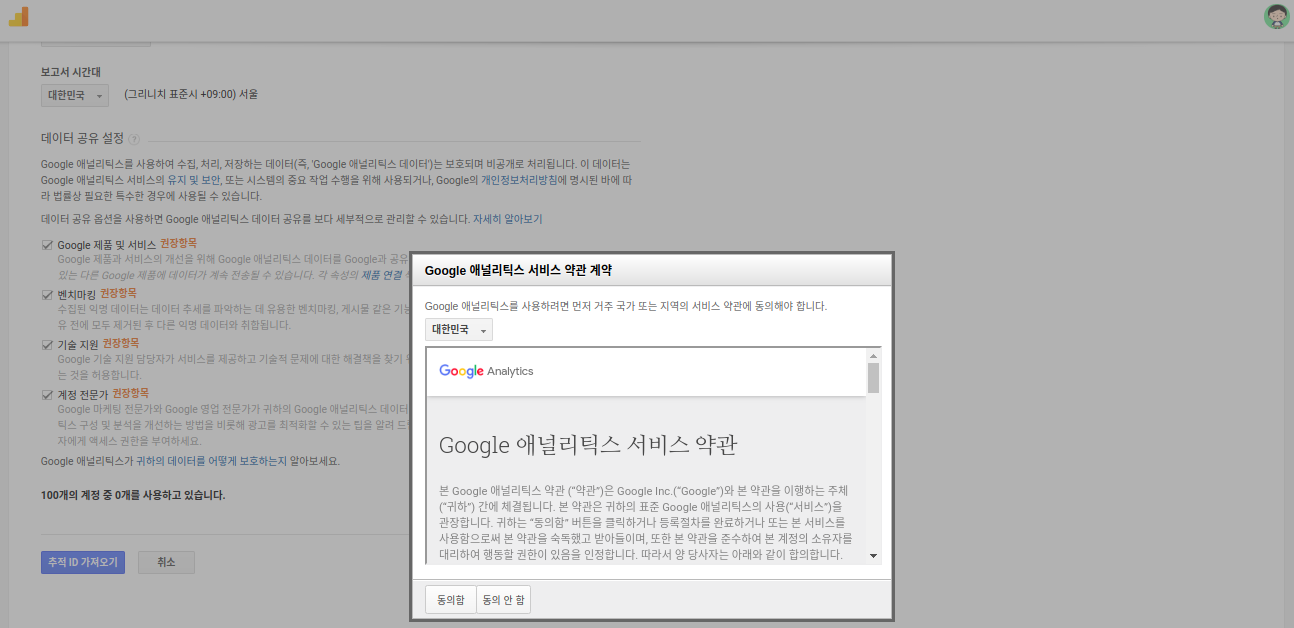 보고서 시간대
대한민국
(그리니치 표준시 +09:00) 서울
데이터 공유 설정 ?
Google 애널리틱스를 사용하여 수집, 처리, 저장하는 데이터(즉, 'Google 애널리틱스 데이터')는 보호되며 비공개로 처리됩니다. 이 데이터는
Google 애널리틱스 서비스의 유지 및 보안, 또는 시스템의 중요 작업 수행을 위해 사용되거나, Google의 개인정보처리방침에 명시된 바에 따
라 법률상 필요한 특수한 경우에 사용될 수 있습니다.
데이터 공유 옵션을 사용하면 Google 애널리틱스 데이터 공유를 보다 세부적으로 관리할 수 있습니다. 자세히 알아보기
Google 제품 및 서비스 권장항목
Google 제품과 서비스의 개선을 위해 Google 애널리틱스 데이터를 Google과 공유
있는 다른 Google 제품에 데이터가 계속 전송될 수 있습니다. 각 속성의 제품 연결
벤치마킹 권장항목
수집된 익명 데이터는 데이터 추세를 파악하는 데 유용한 벤치마킹, 게시물 같은 기능
유 전에 모두 제거된 후 다른 익명 데이터와 취합됩니다.
기술 지원 권장항목
Google 기술 지원 담당자가 서비스를 제공하고 기술적 문제에 대한 해결책을 찾기
는 것을 허용합니다.
계정 전문가 권장항목
Google 마케팅 전문가와 Google 영업 전문가가 귀하의 Google 애널리틱스 데이터
틱스 구성 및 분석을 개선하는 방법을 비롯해 광고를 최적화할 수 있는 팁을 알려
자에게 액세스 권한을 부여하세요.
Google 애널리틱스가 귀하의 데이터를 어떻게 보호하는지 알아보세요.
100개의 계정 중 0개를 사용하고 있습니다.
추적 ID 가져오기
취소
Google 애널리틱스 서비스 약관 계약
Google 애널리틱스를 사용하려면 먼저 거주 국가 또는 지역의 서비스 약관에 동의해야 합니다.
대한민국
Google Analytics
Google 애널리틱스 서비스 약관
본 Google 애널리틱스 약관 ("약관")은 Google Inc.("Google")와 본 약관을 이행하는 주체
("귀하") 간에 체결됩니다. 본 약관은 귀하의 표준 Google 애널리틱스의 사용("서비스")을
관장합니다. 귀하는 "동의함" 버튼을 클릭하거나 등록절차를 완료하거나 또는 본 서비스를
사용함으로써 본 약관을 숙독했고 받아들이며, 또한 본 약관을 준수하여 본 계정의 소유자를
대리하여 행동할 권한이 있음을 인정합니다. 따라서 양 당사자는 아래와 같이 합의합니다.
동의함
동의 안 함